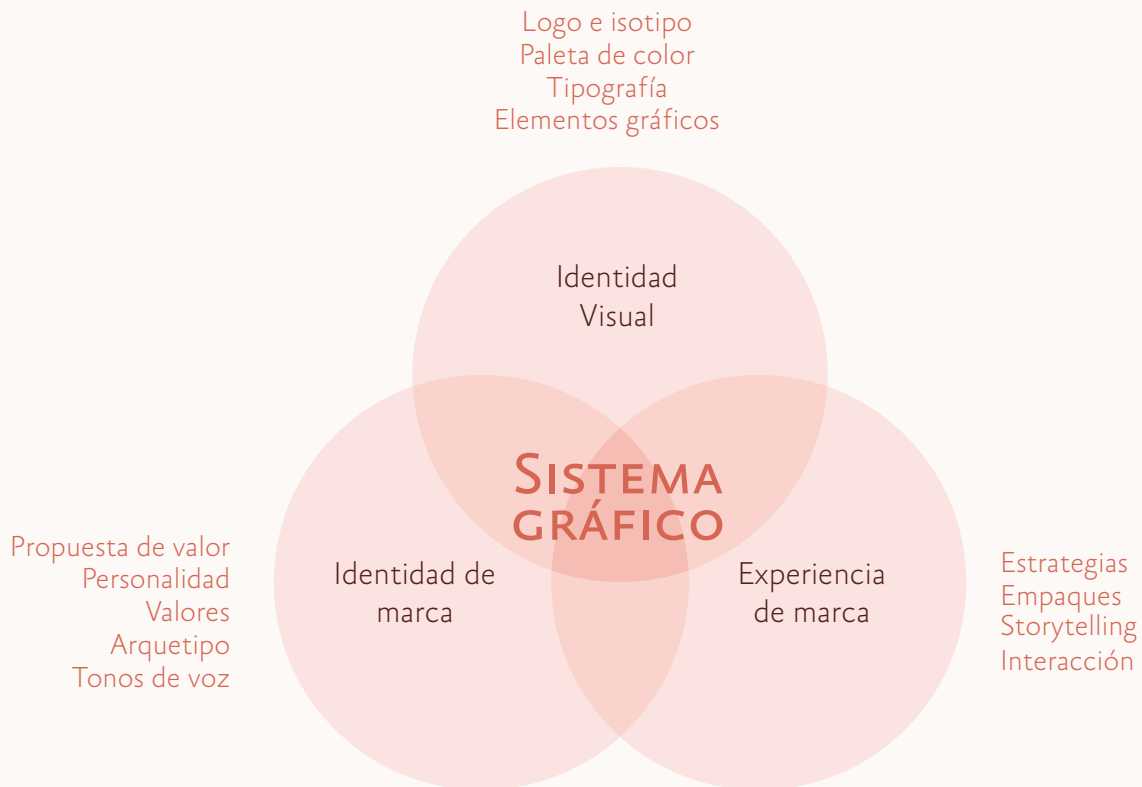 Logo e isotipo
Paleta de color
Tipografía
Elementos gráficos
Identidad
Visual
SISTEMA
GRÁFICO
Propuesta de valor
Personalidad
Valores
Arquetipo
Tonos de voz
Identidad de
marca
Experiencia
de marca
Estrategias
Empaques
Storytelling
Interacción